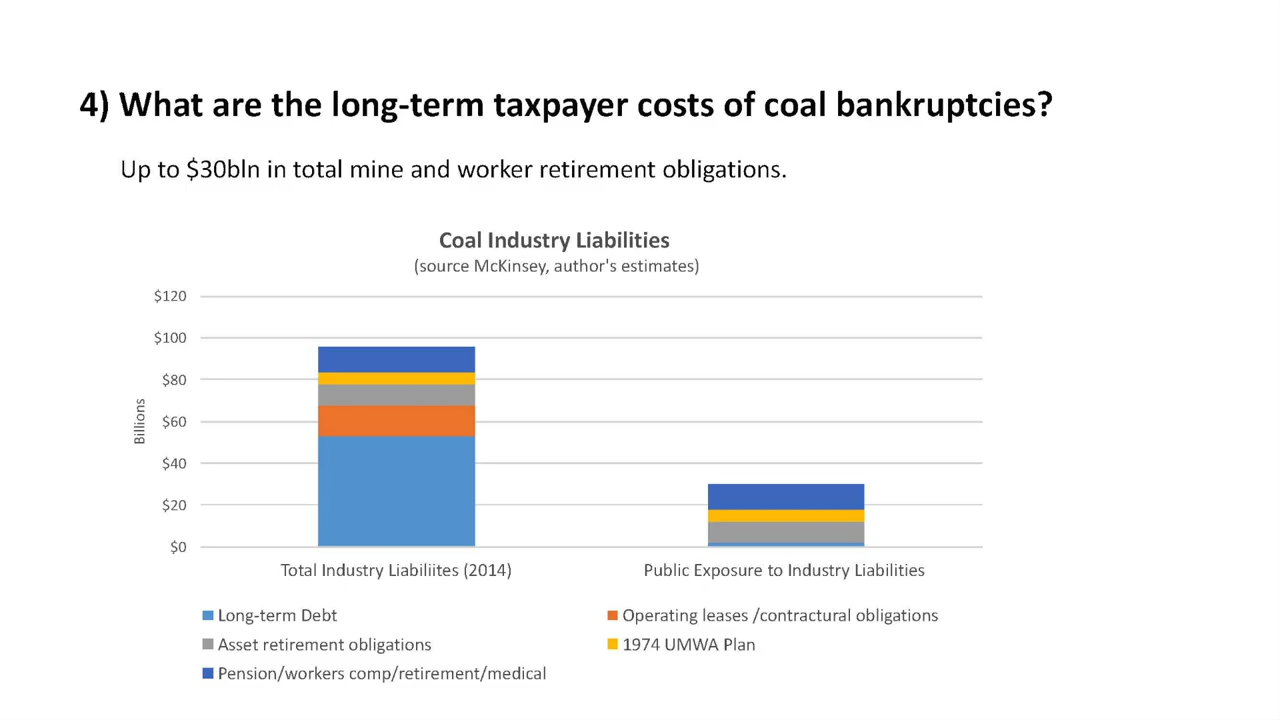 4) What are the long-term taxpayer costs of coal bankruptcies?
Up to $30bln in total mine and worker retirement obligations.
Coal Industry Liabilities
(source McKinsey, author's estimates)
$120
$100
$80
$60
$40
$20
$0
Billions
Total Industry Liabiliites (2014)
Public Exposure to Industry Liabilities
Long-term Debt
Operating leases /contractural obligations
Asset retirement obligations
1974 UMWA Plan
Pension/workers comp/retirement/medical